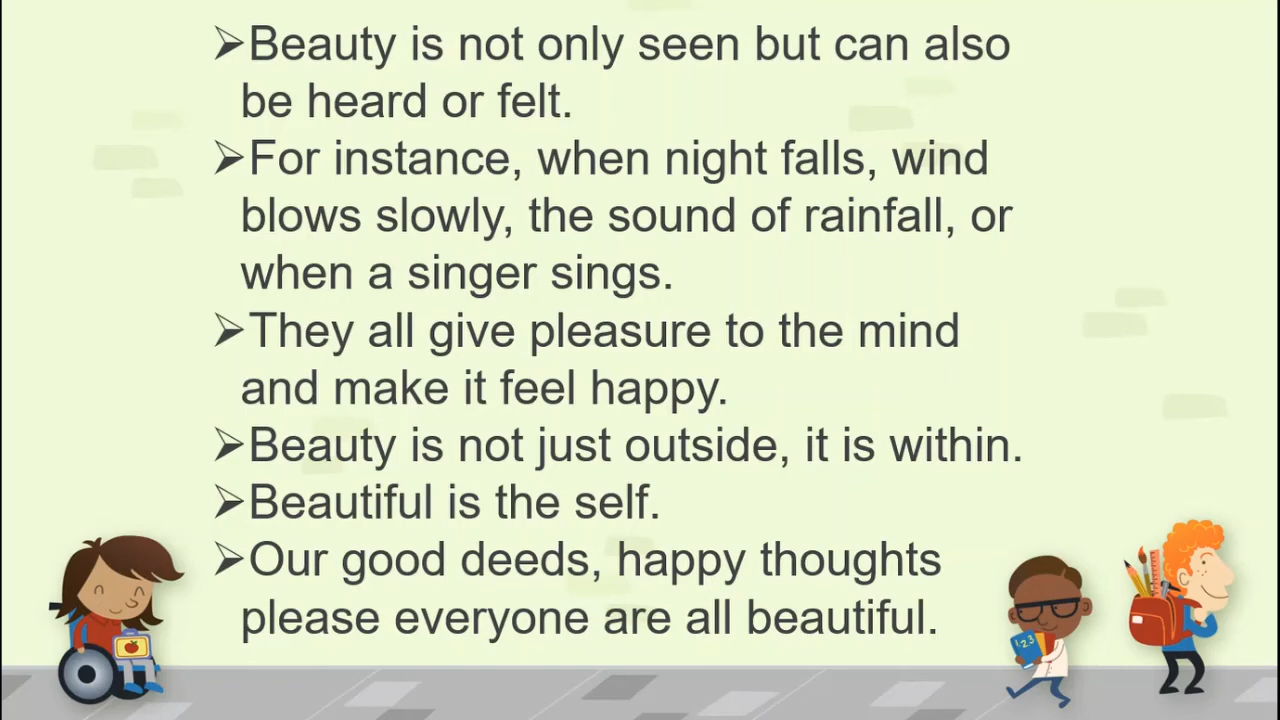 ➢Beauty is not only seen but can also
be heard or felt.
➢For instance, when night falls, wind
blows slowly, the sound of rainfall, or
when a singer sings.
➢They all give pleasure to the mind
and make it feel happy.
➢Beauty is not just outside, it is within.
➢Beautiful is the self.
➢Our good deeds, happy thoughts
please everyone are all beautiful.
1 2 3